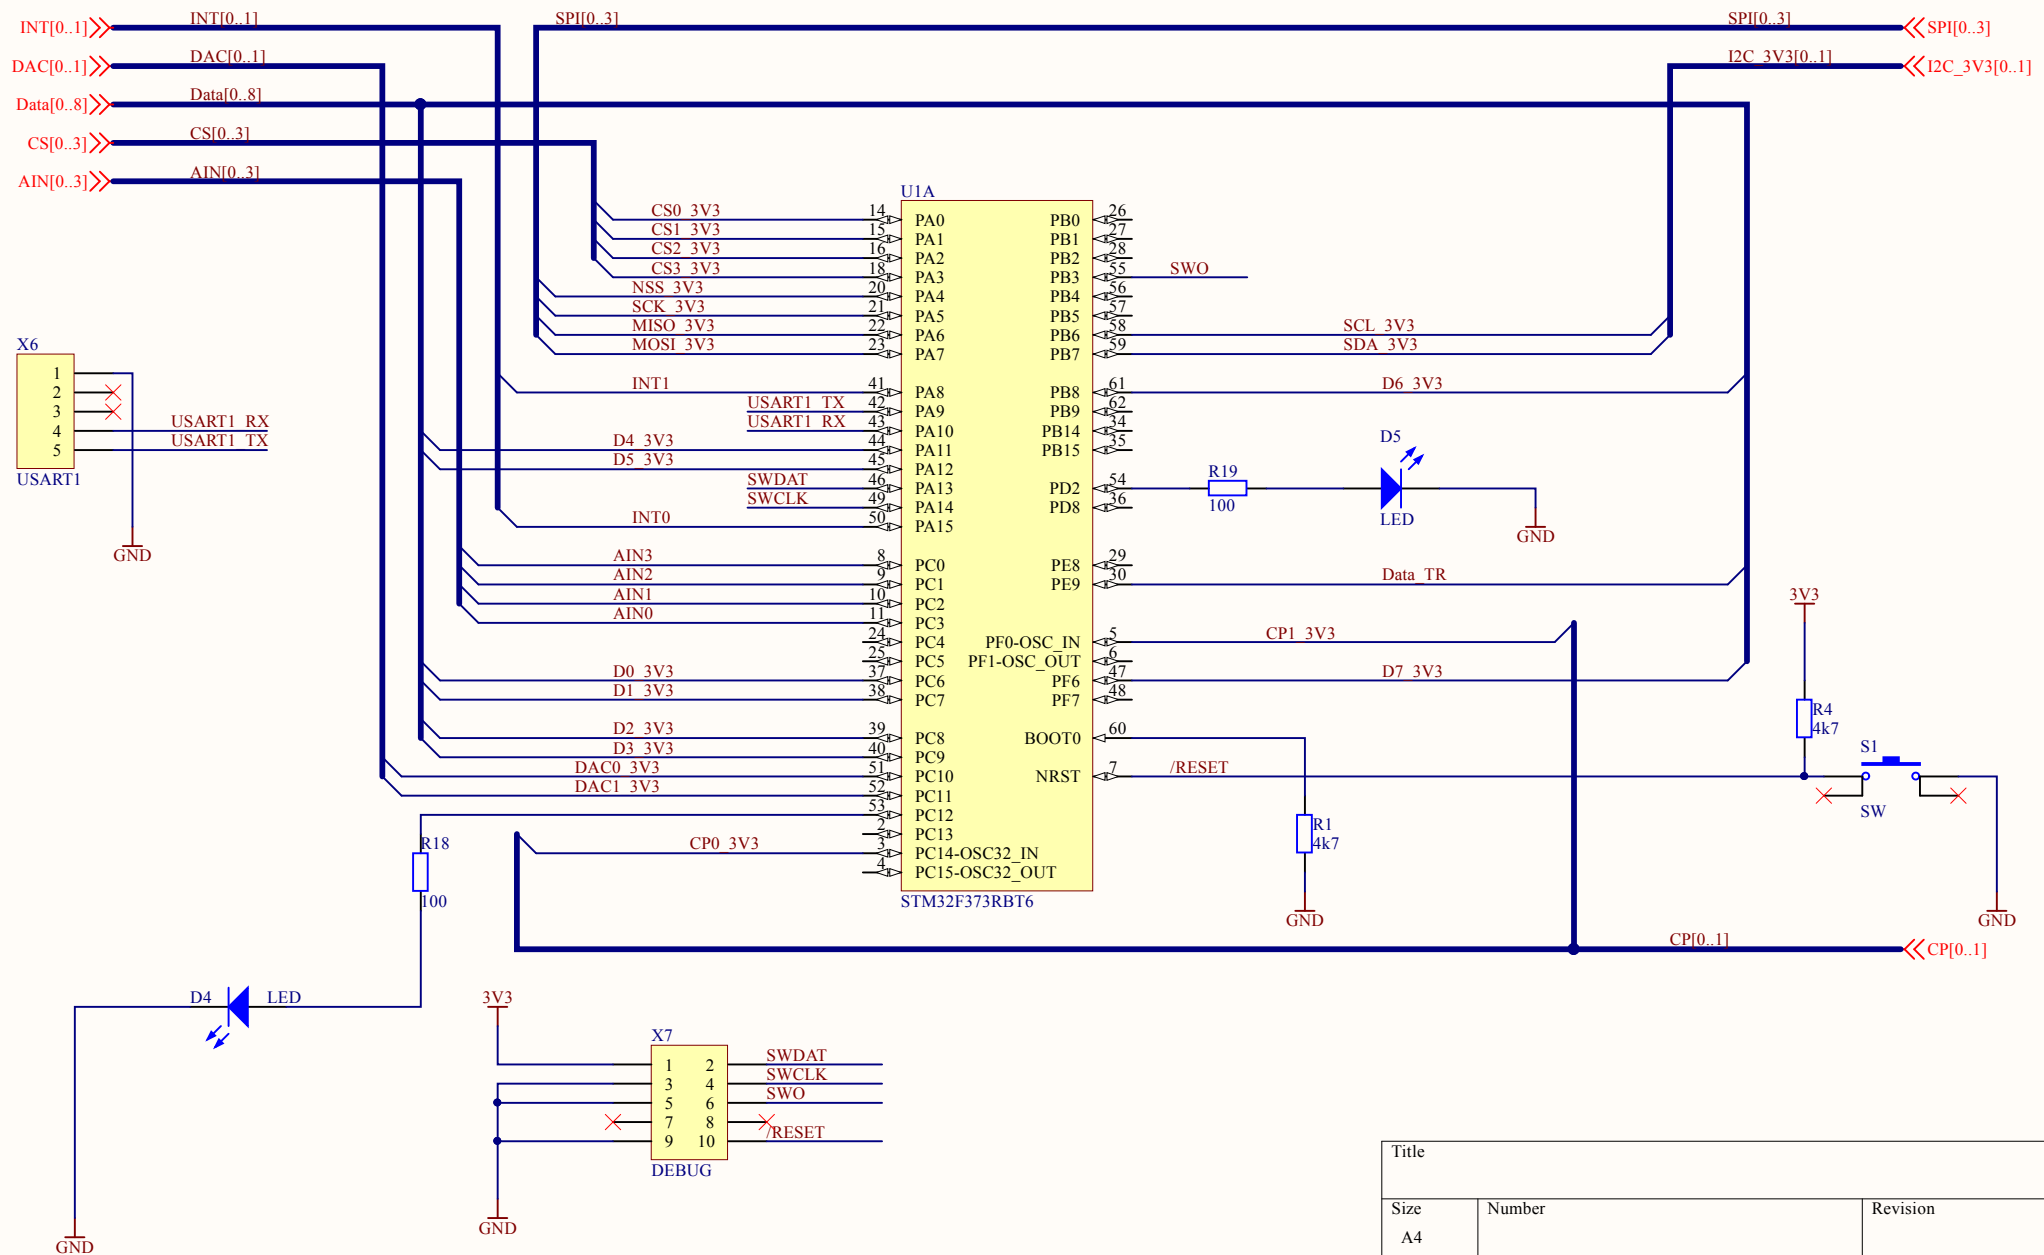 INT[0..1] INT[0..1] SPI[0..3] SPI[0..3] SPI[0..3]
DAC[0..1] DAC[0..1] I2C_3V3[0..1] I2C_3V3[0..1]
Data[0..8] Data[0..8]
CS[0..3] CS[0..3]
AIN[0..3] AIN[0..3]
U1A
CS0_3V3 14 PA0 PB0 26
CS1_3V3 15 PA1 PB1 27
CS2_3V3 16 PA2 PB2 28
CS3_3V3 18 PA3 PB3 55 SWO
NSS_3V3 20 PA4 PB4 56
SCK_3V3 21 PA5 PB5 57
MISO_3V3 22 PA6 PB6 58 SCL_3V3
MOSI_3V3 23 PA7 PB7 59 SDA_3V3
INT1 41 PA8 PB8 61 D6_3V3
USART1_TX 42 PA9 PB9 62
USART1_RX 43 PA10 PB14 34
D4_3V3 44 PA11 PB15 35
D5_3V3 45 PA12
SWDAT 46 PA13 PD2 54
SWCLK 49 PA14 PD8 36
INT0 50 PA15
AIN3 8 PC0 PE8 29
AIN2 9 PC1 PE9 30 Data_TR
AIN1 10 PC2
AIN0 11 PC3
24 PC4 PF0-OSC_IN 5 CP1_3V3
25 PC5 PF1-OSC_OUT 6
D0_3V3 37 PC6 PF6 47 D7_3V3
D1_3V3 38 PC7 PF7 48
D2_3V3 39 PC8 BOOT0 60
D3_3V3 40 PC9
DAC0_3V3 51 PC10 NRST 7 /RESET
DAC1_3V3 52 PC11
53 PC12
2 PC13
CP0_3V3 3 PC14-OSC32_IN
4 PC15-OSC32_OUT
STM32F373RBT6
X6
1
2
3
4 USART1_RX
5 USART1_TX
USART1
GND
D5
R19
100
LED
GND
3V3
R4
4k7
S1
SW
GND
R1
4k7
GND
CP[0..1] CP[0..1]
R18
100
D4 LED
GND
3V3
X7
1 2 SWDAT
3 4 SWCLK
5 6 SWO
7 8
9 10 /RESET
DEBUG
GND
Title
Size Number Revision
A4